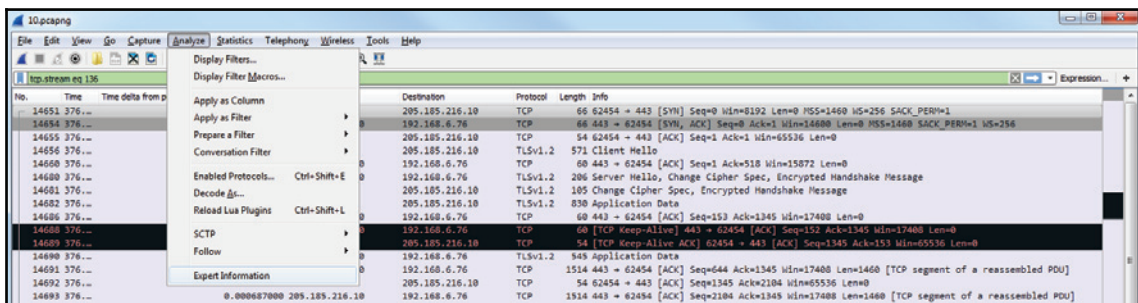 10.pcapng
File Edit View Go Capture Analyze Statistics Telephony Wireless Tools Help
tcp.stream eq 136 Expression... +
No. Time Time delta from p Destination Protocol Length Info
Display Filters...
Display Filter Macros...
Apply as Column
Apply as Filter
Prepare a Filter
Conversation Filter
Enabled Protocols... Ctrl+Shift+E
Decode As...
Reload Lua Plugins Ctrl+Shift+L
SCTP
Follow
Expert Information
14651 376.... 205.185.216.10 TCP 66 62454 → 443 [SYN] Seq=0 Win=8192 Len=0 MSS=1460 WS=256 SACK_PERM=1
14654 376.... 0 192.168.6.76 TCP 66 443 → 62454 [SYN, ACK] Seq=0 Ack=1 Win=14600 Len=0 MSS=1460 SACK_PERM=1 WS=256
14655 376.... 205.185.216.10 TCP 54 62454 → 443 [ACK] Seq=1 Ack=1 Win=65536 Len=0
14656 376.... 205.185.216.10 TLSv1.2 571 Client Hello
14660 376.... 0 192.168.6.76 TCP 60 443 → 62454 [ACK] Seq=1 Ack=518 Win=15872 Len=0
14680 376.... 0 192.168.6.76 TLSv1.2 206 Server Hello, Change Cipher Spec, Encrypted Handshake Message
14681 376.... 205.185.216.10 TLSv1.2 105 Change Cipher Spec, Encrypted Handshake Message
14682 376.... 205.185.216.10 TLSv1.2 830 Application Data
14686 376.... 0 192.168.6.76 TCP 60 443 → 62454 [ACK] Seq=153 Ack=1345 Win=17408 Len=0
14688 376.... 0 192.168.6.76 TCP 60 [TCP Keep-Alive] 443 → 62454 [ACK] Seq=152 Ack=1345 Win=17408 Len=0
14689 376.... 205.185.216.10 TCP 54 [TCP Keep-Alive ACK] 62454 → 443 [ACK] Seq=1345 Ack=153 Win=65536 Len=0
14690 376.... 0 192.168.6.76 TLSv1.2 545 Application Data
14691 376.... 0 192.168.6.76 TCP 1514 443 → 62454 [ACK] Seq=644 Ack=1345 Win=17408 Len=1460 [TCP segment of a reassembled PDU]
14692 376.... 205.185.216.10 TCP 54 62454 → 443 [ACK] Seq=1345 Ack=2104 Win=65536 Len=0
14693 376.... 0.000687000 205.185.216.10 192.168.6.76 TCP 1514 443 → 62454 [ACK] Seq=2104 Ack=1345 Win=17408 Len=1460 [TCP segment of a reassembled PDU]